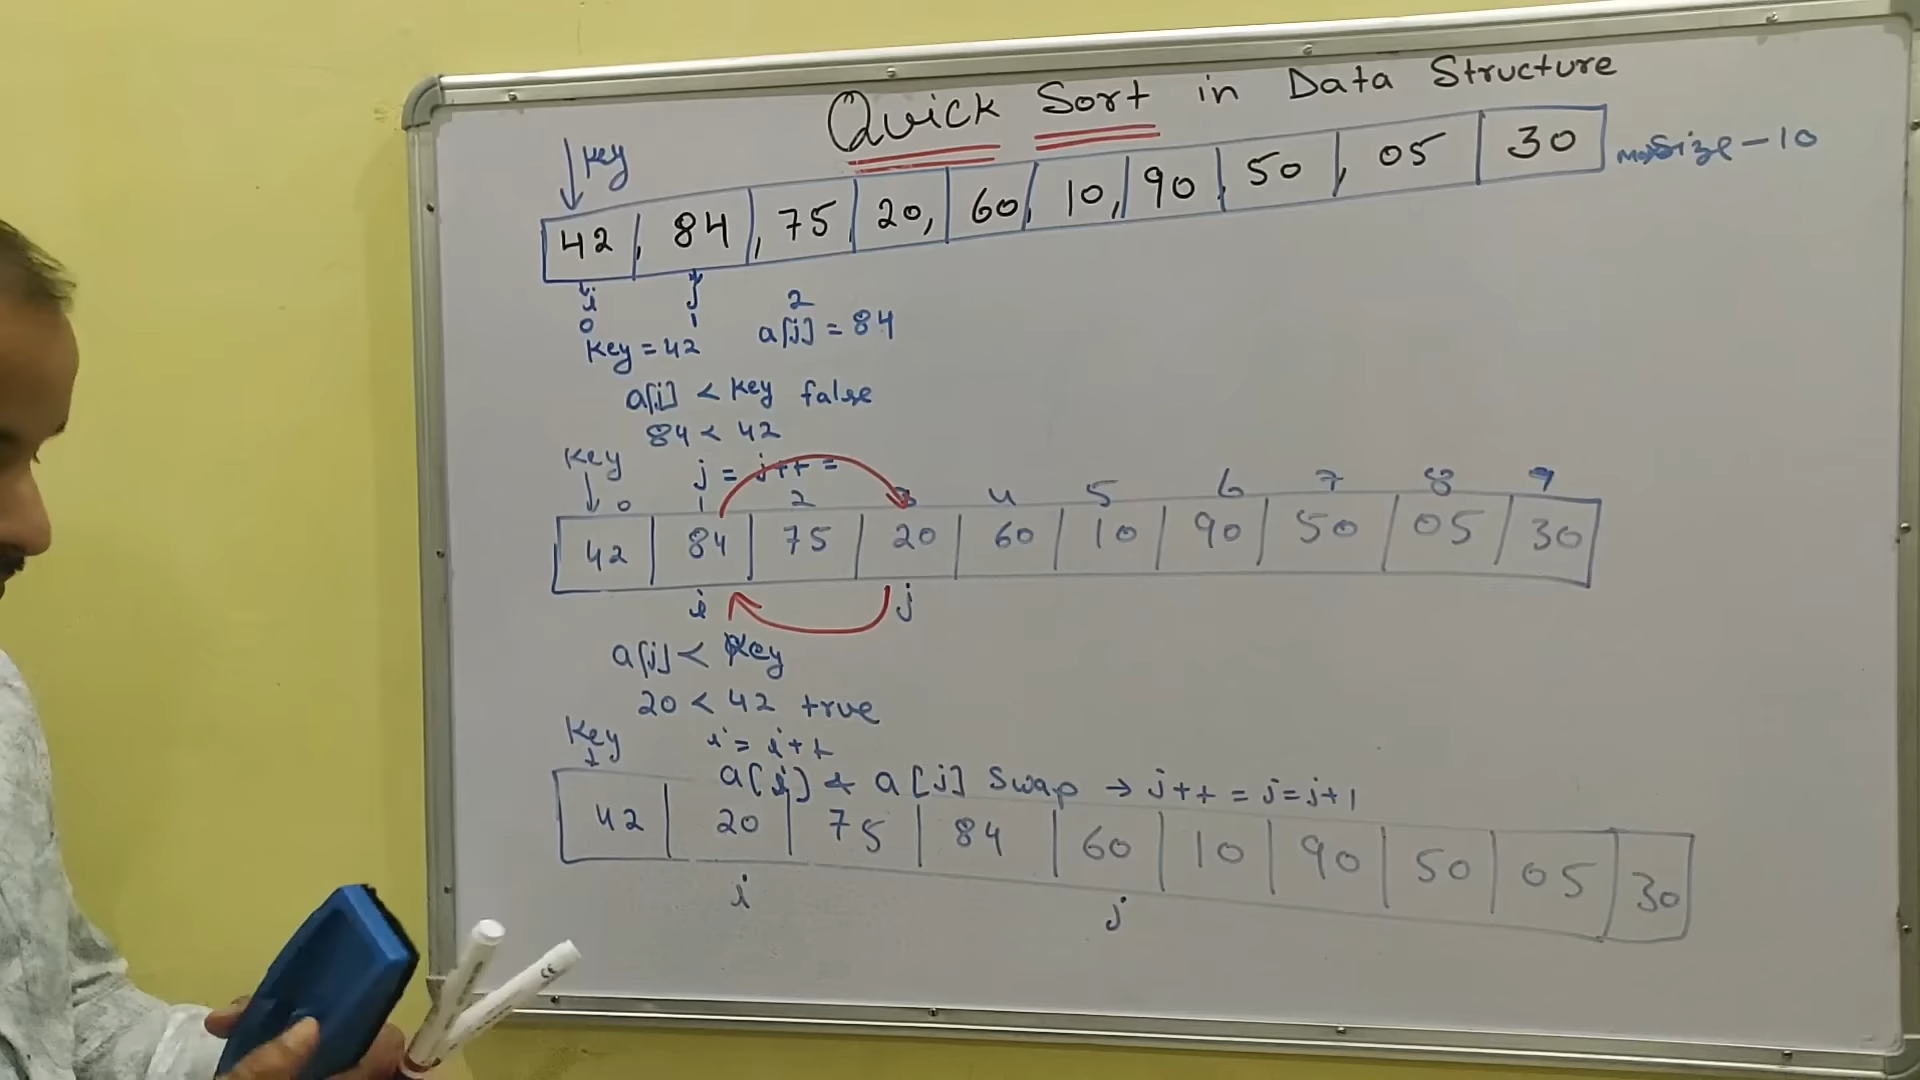 Quick Sort in Data Structure
key
42, 84, 75, 20, 60, 10, 90, 50, 05 30
Size - 10
i j
0 1 2
key = 42 a[j] = 84
a[j] < key false
84 < 42
key j = j++ =
0 1 2 3 4 5 6 7 8 9
42 84 75 20 60 10 90 50 05 30
i j
a[j] < key
20 < 42 true
key i = i++
a[i] & a[j] Swap → j++ = j=j+1
42 20 75 84 60 10 90 50 05 30
i j
CE